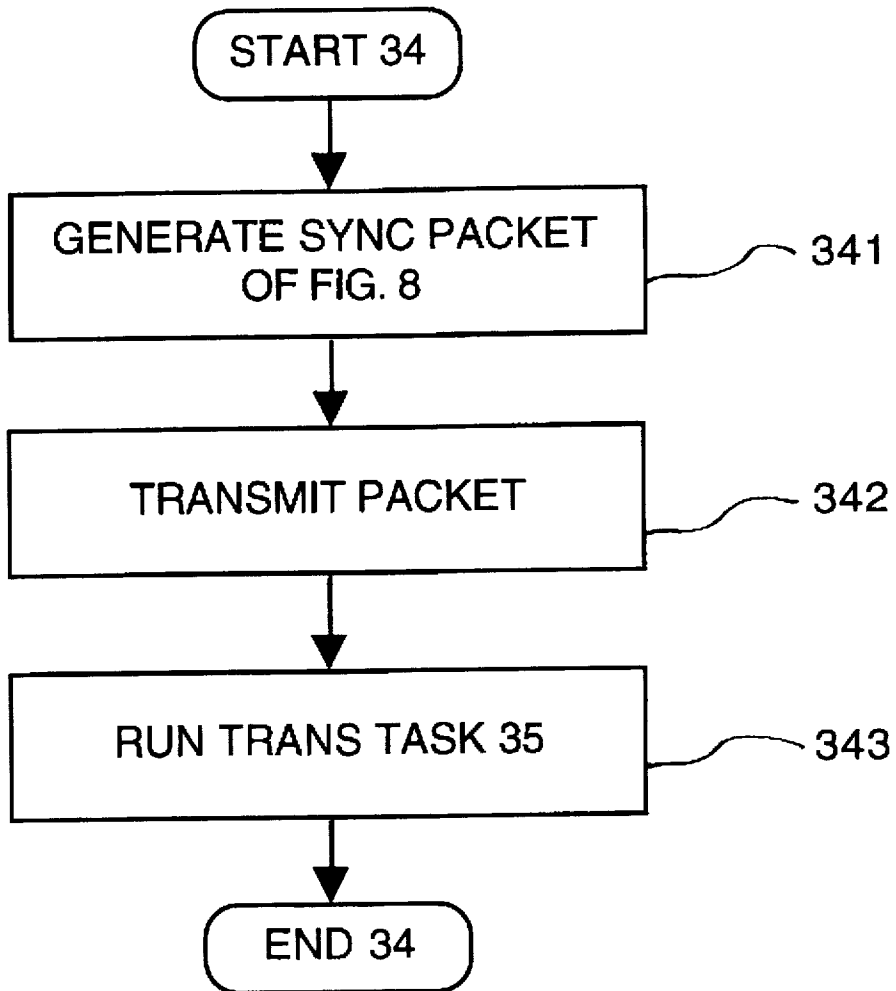 START 34
GENERATE SYNC PACKET
OF FIG. 8
341
TRANSMIT PACKET
342
RUN TRANS TASK 35
343
END 34